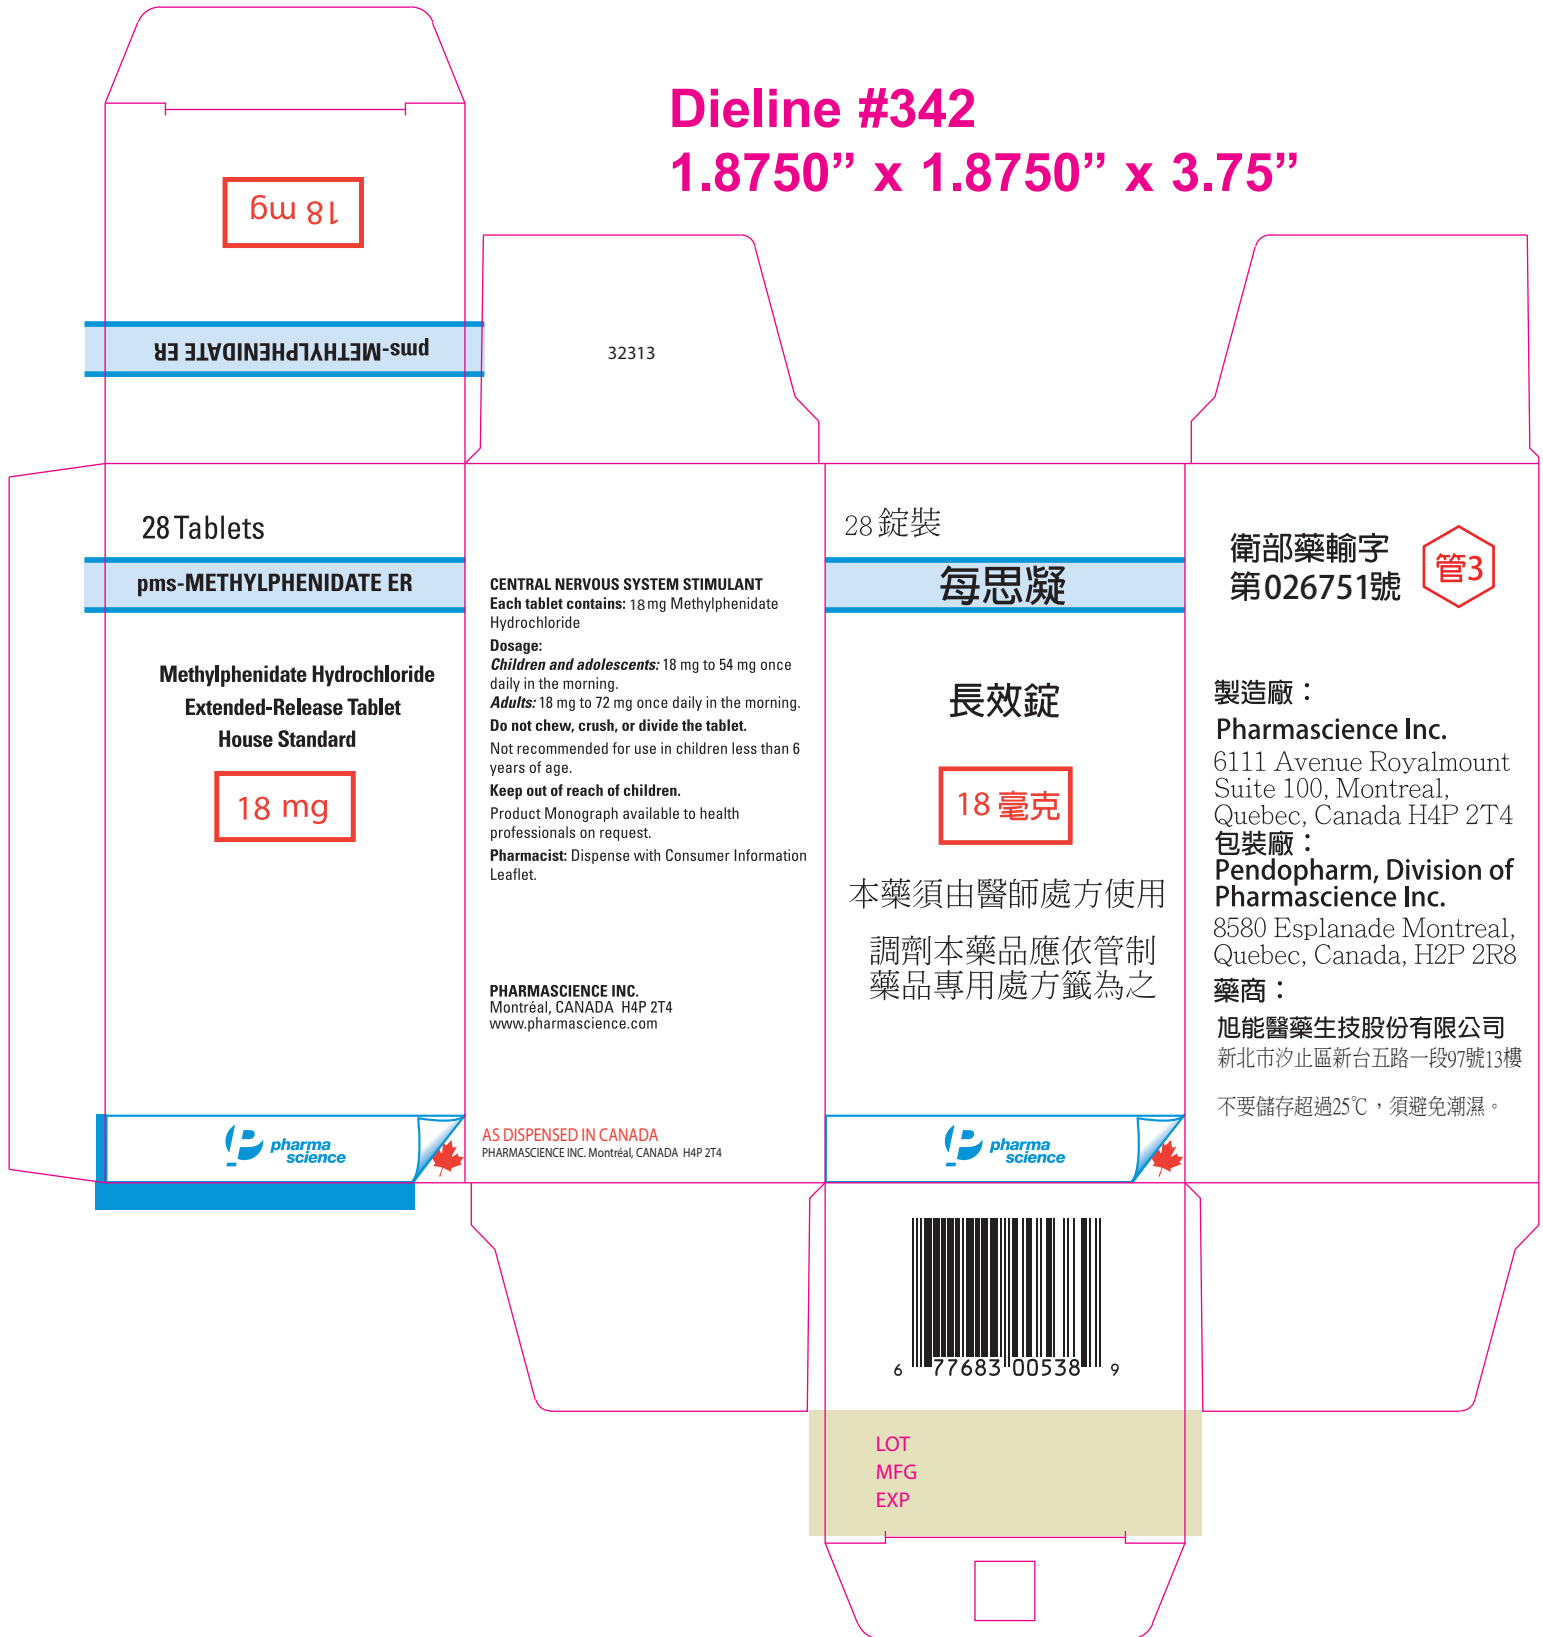 Dieline #342
1.8750” x 1.8750” x 3.75”
18 mg
pms-METHYLPHENIDATE ER
32313
28 Tablets
pms-METHYLPHENIDATE ER
Methylphenidate Hydrochloride
Extended-Release Tablet
House Standard
18 mg
pharma
science
CENTRAL NERVOUS SYSTEM STIMULANT
Each tablet contains: 18 mg Methylphenidate
Hydrochloride
Dosage:
Children and adolescents: 18 mg to 54 mg once
daily in the morning.
Adults: 18 mg to 72 mg once daily in the morning.
Do not chew, crush, or divide the tablet.
Not recommended for use in children less than 6
years of age.
Keep out of reach of children.
Product Monograph available to health
professionals on request.
Pharmacist: Dispense with Consumer Information
Leaflet.
PHARMASCIENCE INC.
Montréal, CANADA H4P 2T4
www.pharmascience.com
AS DISPENSED IN CANADA
PHARMASCIENCE INC. Montréal, CANADA H4P 2T4
28錠裝
每思凝
長效錠
18 毫克
本藥須由醫師處方使用
調劑本藥品應依管制
藥品專用處方籤為之
pharma
science
衛部藥輸字
第026751號
管3
製造廠：
Pharmascience Inc.
6111 Avenue Royalmount
Suite 100, Montreal,
Quebec, Canada H4P 2T4
包裝廠：
Pendopharm, Division of
Pharmascience Inc.
8580 Esplanade Montreal,
Quebec, Canada, H2P 2R8
藥商：
旭能醫藥生技股份有限公司
新北市汐止區新台五路一段97號13樓
不要儲存超過25℃，須避免潮濕。
6 77683 00538 9
LOT
MFG
EXP